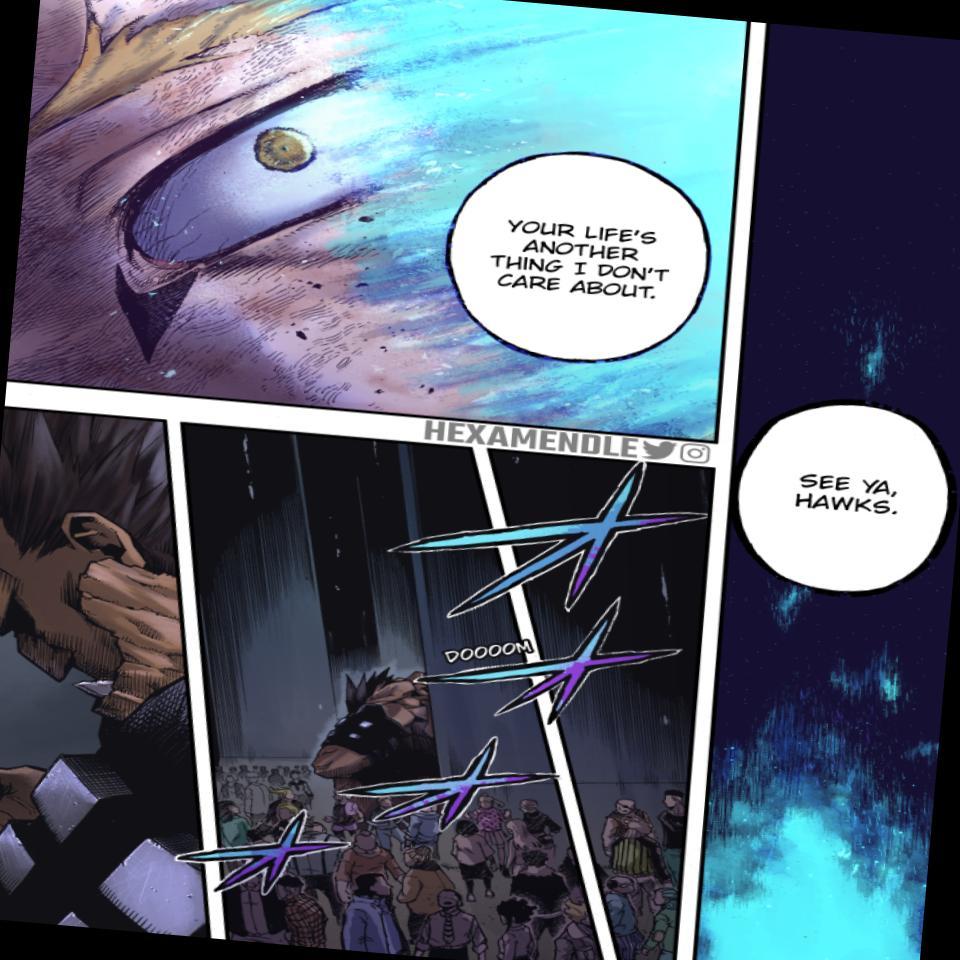 YOUR LIFE'S
ANOTHER
THING I DON'T
CARE ABOUT.
SEE YA,
HAWKS.
HEXAMENDLE
DOOOOM